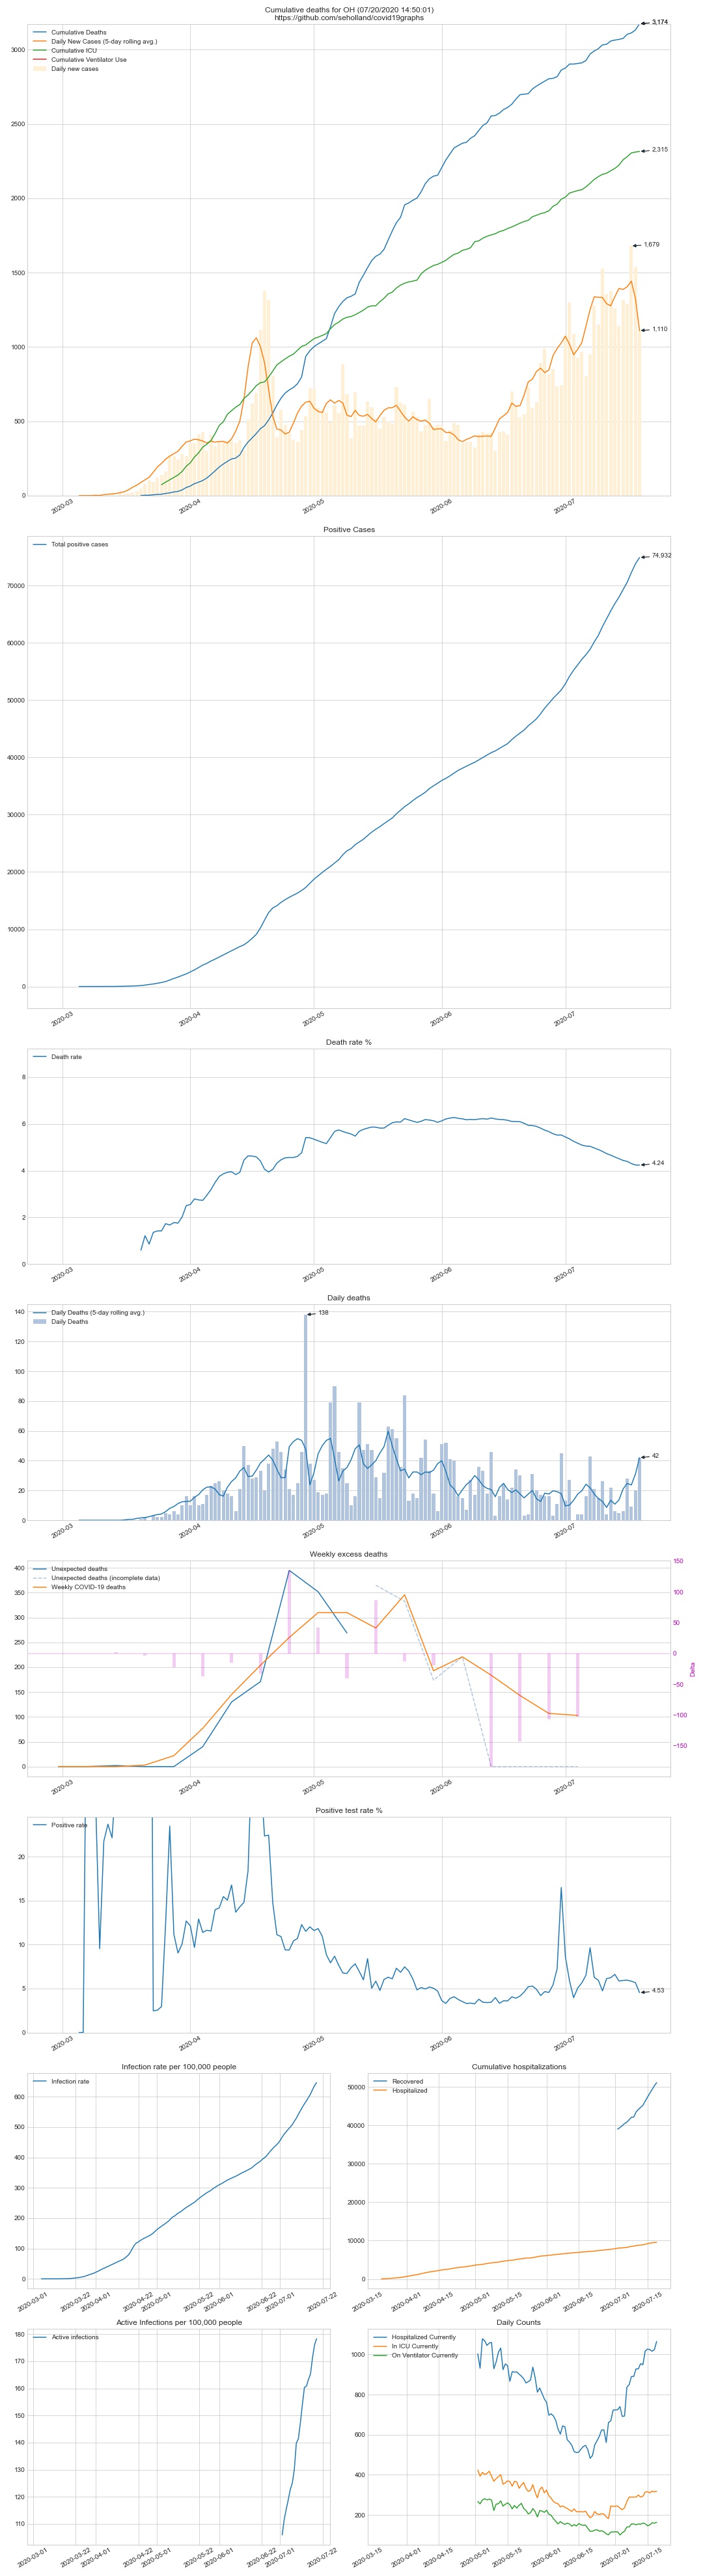 Cumulative deaths for OH (07/20/2020 14:50:01)
https://github.com/seholland/covid19graphs
Cumulative Deaths
Daily New Cases (5-day rolling avg.)
Cumulative ICU
Cumulative Ventilator Use
Daily new cases
3,174
2,315
1,679
1,110
3000
2500
2000
1500
1000
500
0
2020-03 2020-04 2020-05 2020-06 2020-07
Positive Cases
Total positive cases
74,932
70000
60000
50000
40000
30000
20000
10000
0
2020-03 2020-04 2020-05 2020-06 2020-07
Death rate %
Death rate
4.24
8
6
4
2
0
2020-03 2020-04 2020-05 2020-06 2020-07
Daily deaths
Daily Deaths (5-day rolling avg.)
Daily Deaths
138
42
140
120
100
80
60
40
20
0
2020-03 2020-04 2020-05 2020-06 2020-07
Weekly excess deaths
Unexpected deaths
Unexpected deaths (incomplete data)
Weekly COVID-19 deaths
400
350
300
250
200
150
100
50
0
150
100
50
0
−50
−100
−150
Delta
2020-03 2020-04 2020-05 2020-06 2020-07
Positive test rate %
Positive rate
4.53
20
15
10
5
0
2020-03 2020-04 2020-05 2020-06 2020-07
Infection rate per 100,000 people
Infection rate
600
500
400
300
200
100
0
2020-03-01 2020-03-22 2020-04-01 2020-04-22 2020-05-01 2020-05-22 2020-06-01 2020-06-22 2020-07-01 2020-07-22
Cumulative hospitalizations
Recovered
Hospitalized
50000
40000
30000
20000
10000
0
2020-03-15 2020-04-01 2020-04-15 2020-05-01 2020-05-15 2020-06-01 2020-06-15 2020-07-01 2020-07-15
Active Infections per 100,000 people
Active infections
180
170
160
150
140
130
120
110
2020-03-01 2020-03-22 2020-04-01 2020-04-22 2020-05-01 2020-05-22 2020-06-01 2020-06-22 2020-07-01 2020-07-22
Daily Counts
Hospitalized Currently
In ICU Currently
On Ventilator Currently
1000
800
600
400
200
2020-03-15 2020-04-01 2020-04-15 2020-05-01 2020-05-15 2020-06-01 2020-06-15 2020-07-01 2020-07-15